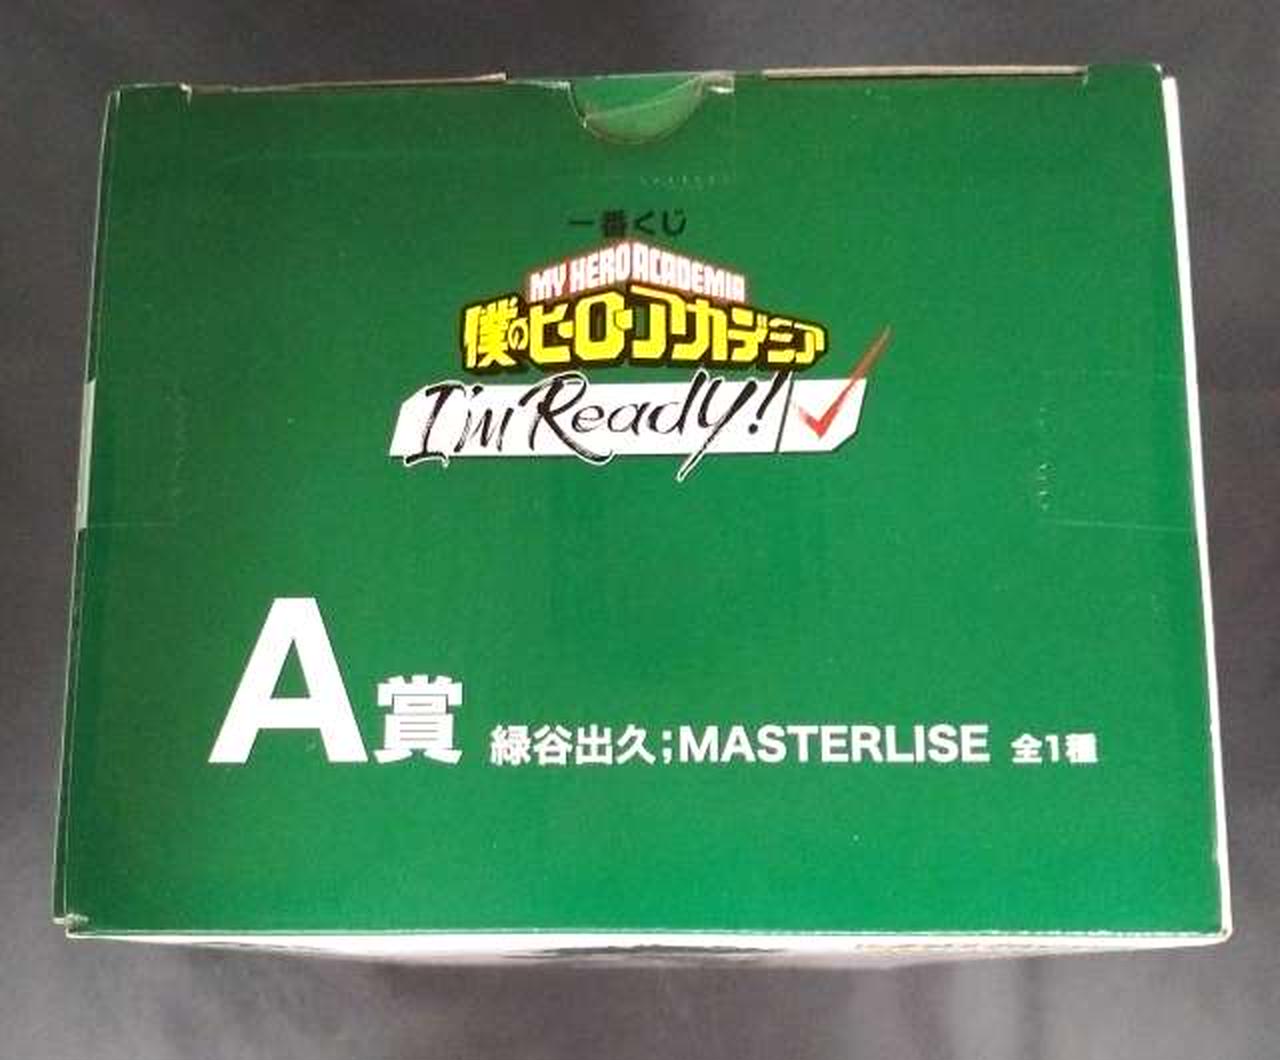 一番くじ
MY HERO ACADEMIA
僕のヒーローアカデミア
I'm Ready!
A賞 緑谷出久;MASTERLISE 全1種